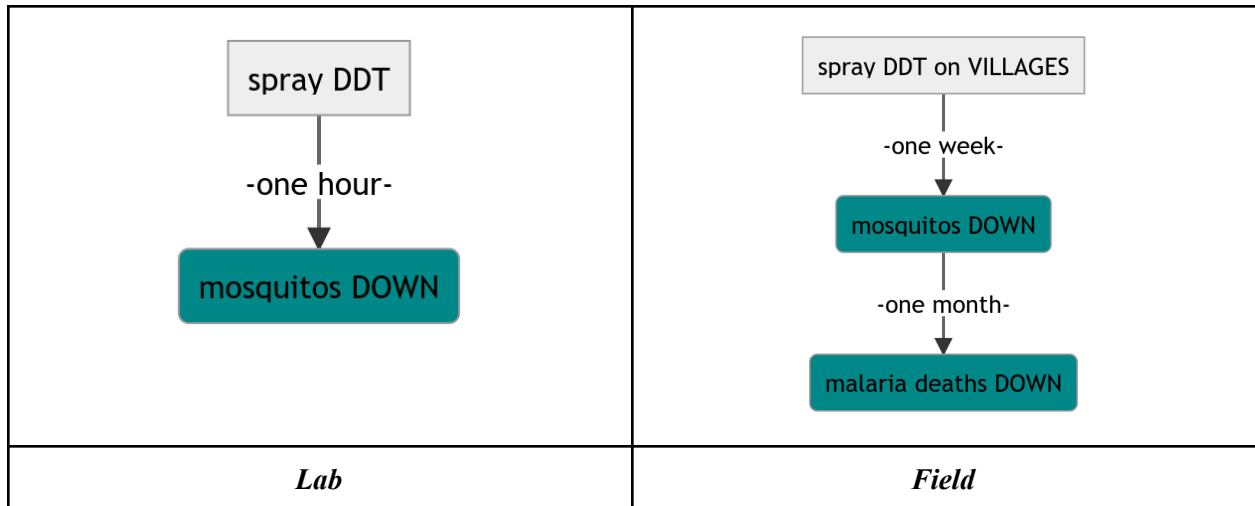 spray DDT
-one hour-
mosquitos DOWN
Lab
spray DDT on VILLAGES
-one week-
mosquitos DOWN
-one month-
malaria deaths DOWN
Field